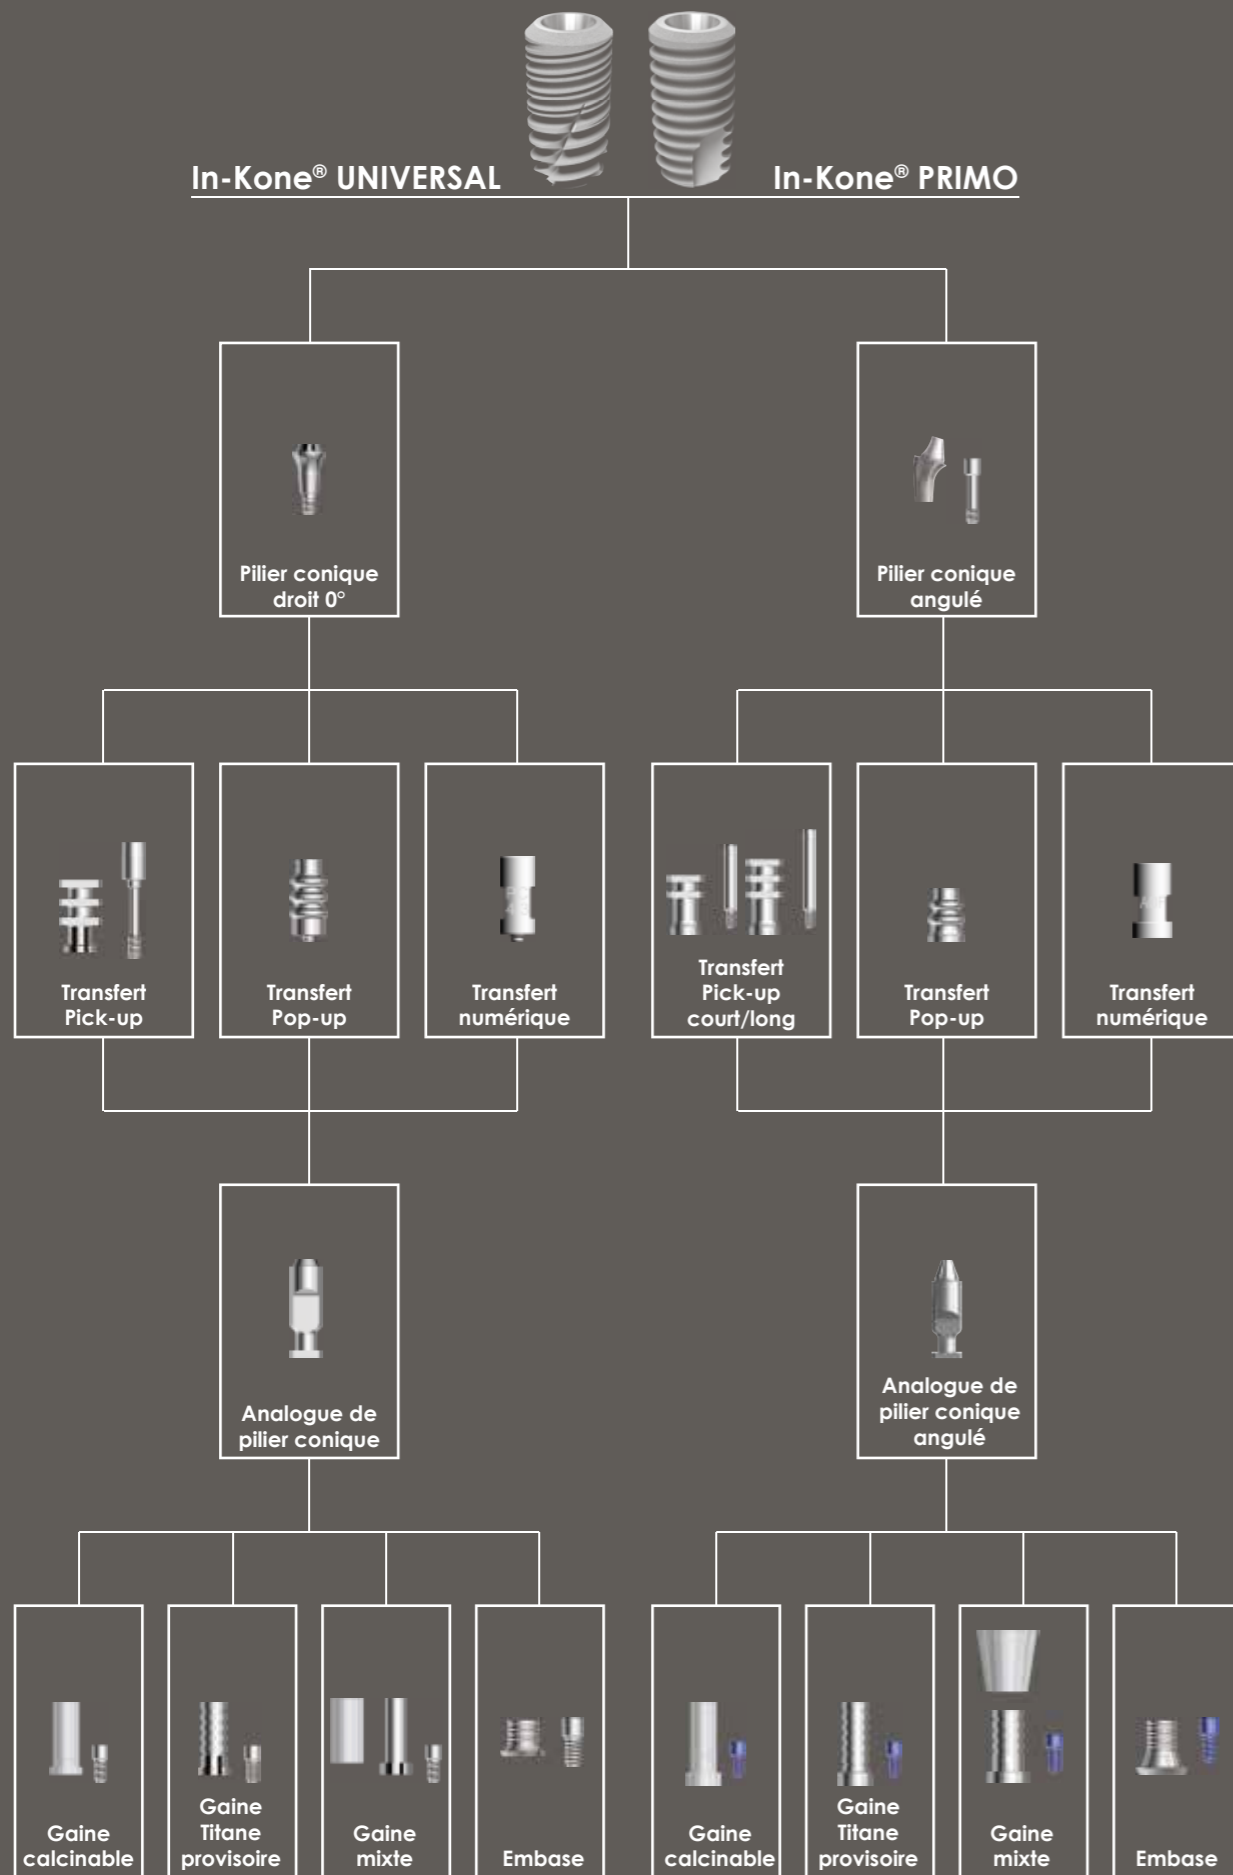 In-Kone® UNIVERSAL
In-Kone® PRIMO
Pilier conique
droit 0°
Pilier conique
angulé
Transfert
Pick-up
Transfert
Pop-up
Transfert
numérique
Transfert
Pick-up
court/long
Transfert
Pop-up
Transfert
numérique
Analogue de
pilier conique
Analogue de
pilier conique
angulé
Gaine
calcinable
Gaine
Titane
provisoire
Gaine
mixte
Embase
Gaine
calcinable
Gaine
Titane
provisoire
Gaine
mixte
Embase